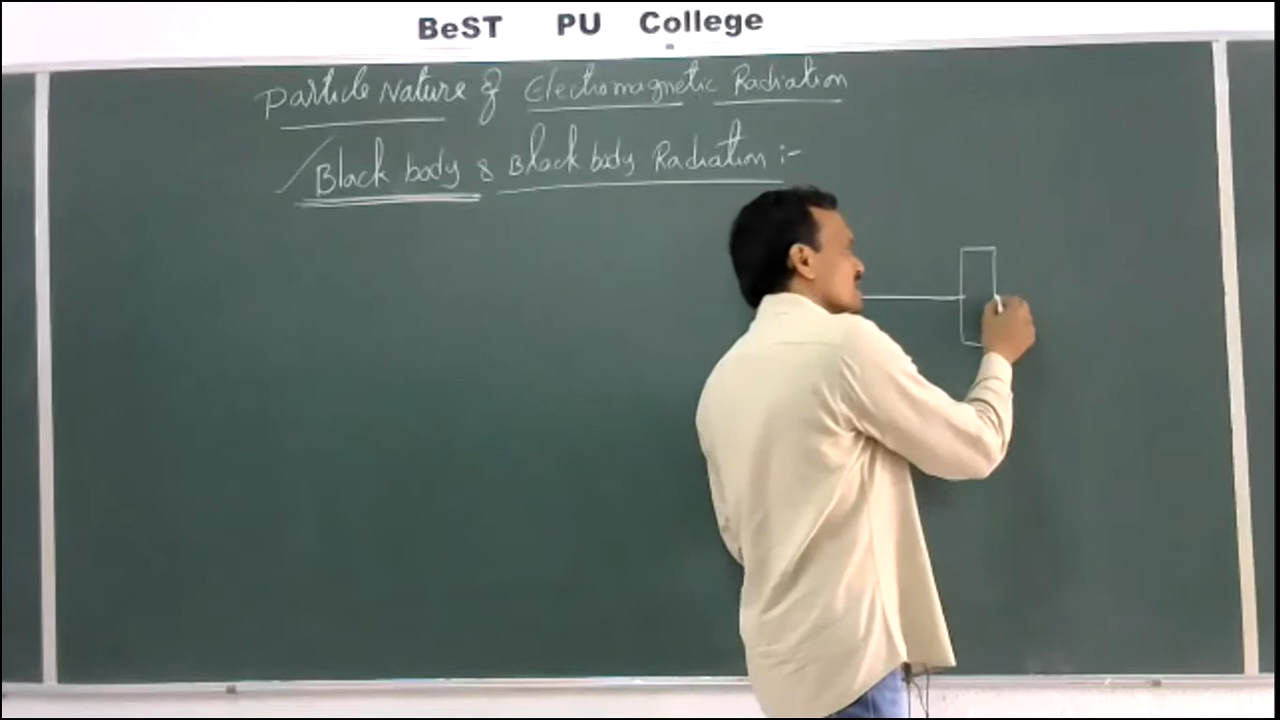 BeST PU College
Particle Nature of Electromagnetic Radiation
Black body & Black body Radiation :-